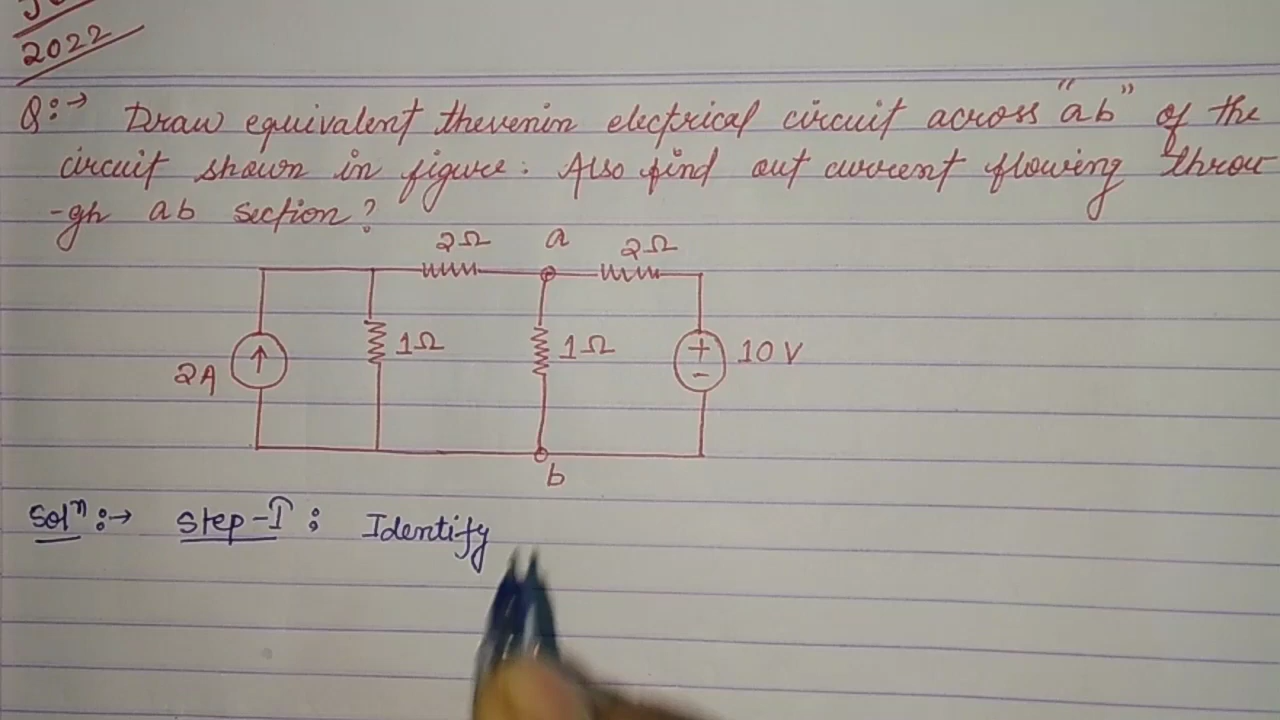 2022
Q:→ Draw equivalent thevenin electrical circuit across "ab" of the
circuit shown in figure. Also find out current flowing throu
-gh ab section?
2Ω a 2Ω
2A 1Ω 1Ω + - 10 V
b
Solⁿ:→ Step-I: Identify